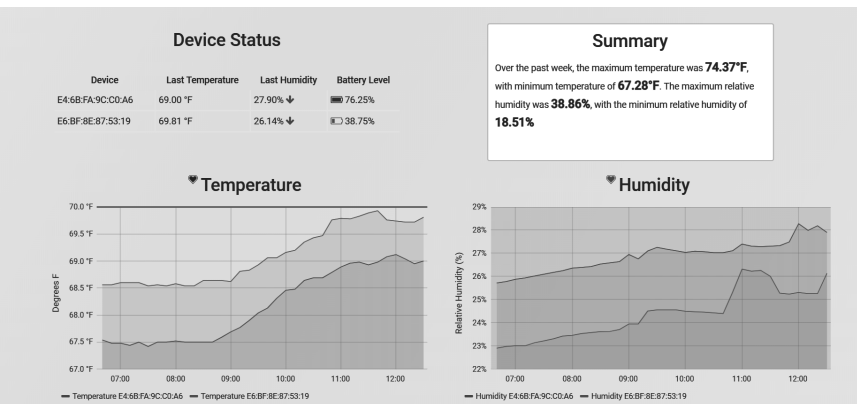 Device Status
Device Last Temperature Last Humidity Battery Level
E4:6B:FA:9C:C0:A6 69.00 °F 27.90% 76.25%
E6:BF:8E:87:53:19 69.81 °F 26.14% 38.75%
Summary
Over the past week, the maximum temperature was 74.37°F,
with minimum temperature of 67.28°F. The maximum relative
humidity was 38.86%, with the minimum relative humidity of
18.51%
Temperature
70.0 °F
69.5 °F
69.0 °F
68.5 °F
68.0 °F
67.5 °F
67.0 °F
Degrees F
07:00 08:00 09:00 10:00 11:00 12:00
Temperature E4:6B:FA:9C:C0:A6 Temperature E6:BF:8E:87:53:19
Humidity
29%
28%
27%
26%
25%
24%
23%
22%
Relative Humidity (%)
07:00 08:00 09:00 10:00 11:00 12:00
Humidity E4:6B:FA:9C:C0:A6 Humidity E6:BF:8E:87:53:19